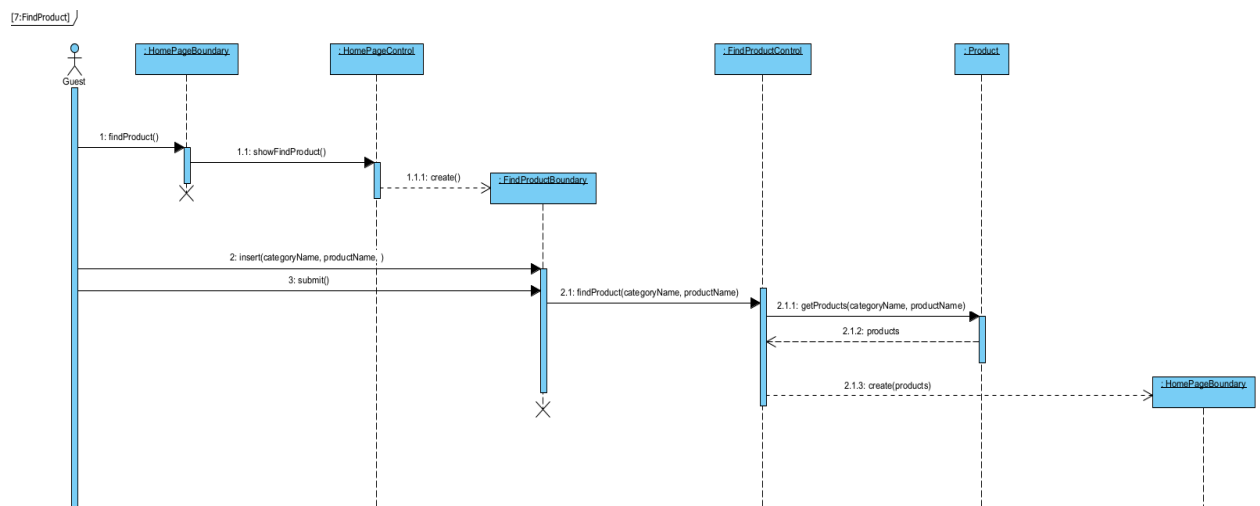 [7:FindProduct]
: HomePageBoundary
: HomePageControl
: FindProductControl
: Product
Guest
1: findProduct()
1.1: showFindProduct()
1.1.1: create()
: FindProductBoundary
2: insert(categoryName, productName, )
3: submit()
2.1: findProduct(categoryName, productName)
2.1.1: getProducts(categoryName, productName)
2.1.2: products
2.1.3: create(products)
: HomePageBoundary